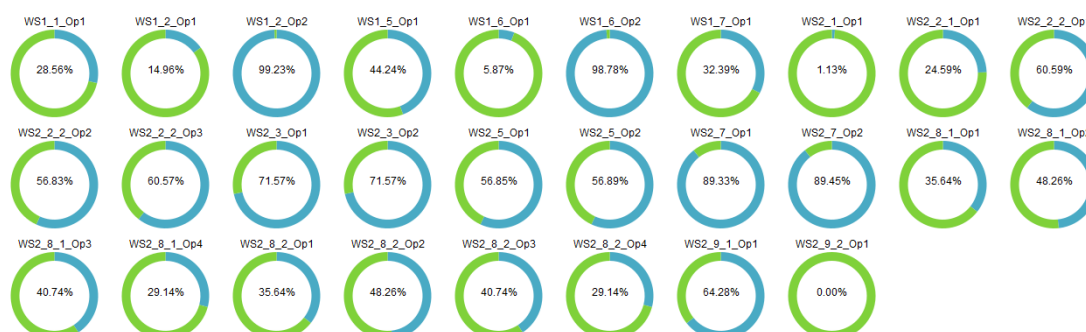 WS1_1_Op1 WS1_2_Op1 WS1_2_Op2 WS1_5_Op1 WS1_6_Op1 WS1_6_Op2 WS1_7_Op1 WS2_1_Op1 WS2_2_1_Op1 WS2_2_2_Op
28.56% 14.96% 99.23% 44.24% 5.87% 98.78% 32.39% 1.13% 24.59% 60.59%
WS2_2_2_Op2 WS2_2_2_Op3 WS2_3_Op1 WS2_3_Op2 WS2_5_Op1 WS2_5_Op2 WS2_7_Op1 WS2_7_Op2 WS2_8_1_Op1 WS2_8_1_Op2
56.83% 60.57% 71.57% 71.57% 56.85% 56.89% 89.33% 89.45% 35.64% 48.26%
WS2_8_1_Op3 WS2_8_1_Op4 WS2_8_2_Op1 WS2_8_2_Op2 WS2_8_2_Op3 WS2_8_2_Op4 WS2_9_1_Op1 WS2_9_2_Op1
40.74% 29.14% 35.64% 48.26% 40.74% 29.14% 64.28% 0.00%